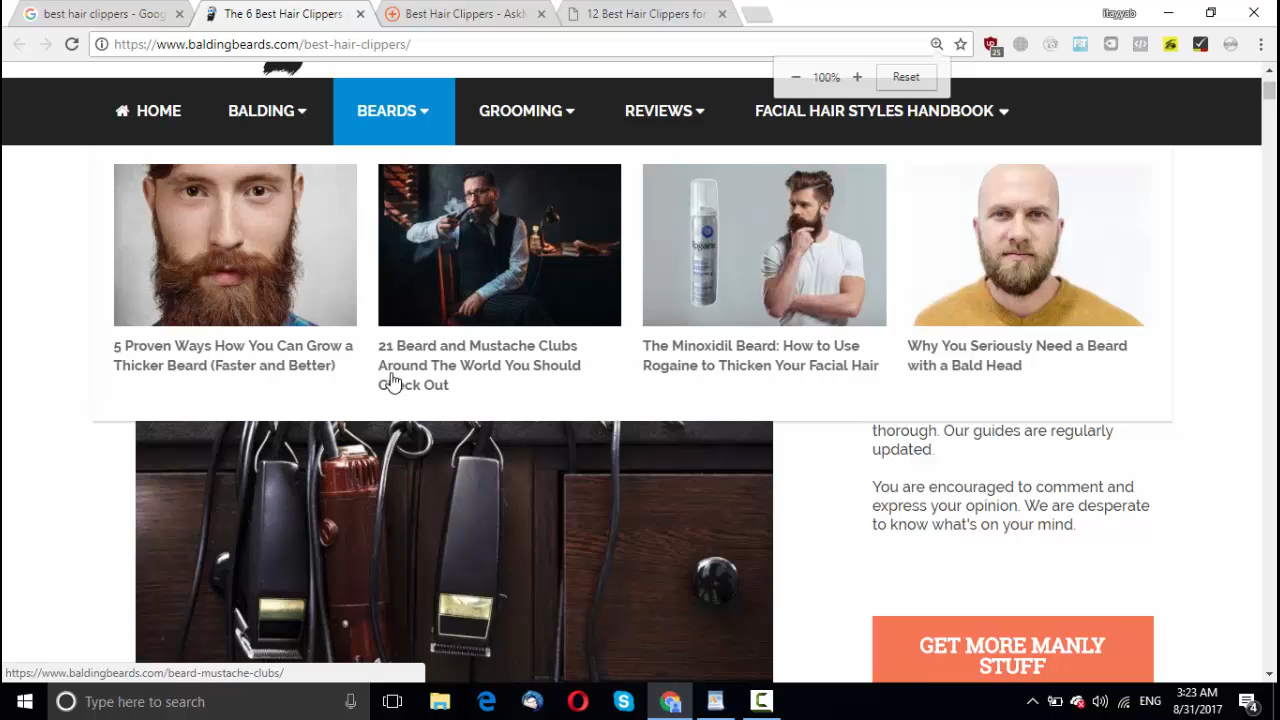 best hair clippers - Goog
The 6 Best Hair Clippers
Best Hair Clippers - AskM
12 Best Hair Clippers for
ltayyab
https://www.baldingbeards.com/best-hair-clippers/
25
100%
Reset
HOME
BALDING
BEARDS
GROOMING
REVIEWS
FACIAL HAIR STYLES HANDBOOK
5 Proven Ways How You Can Grow a
Thicker Beard (Faster and Better)
21 Beard and Mustache Clubs
Around The World You Should
Check Out
The Minoxidil Beard: How to Use
Rogaine to Thicken Your Facial Hair
Why You Seriously Need a Beard
with a Bald Head
thorough. Our guides are regularly
updated.
You are encouraged to comment and
express your opinion. We are desperate
to know what's on your mind.
GET MORE MANLY
STUFF
https://www.baldingbeards.com/beard-mustache-clubs/
Type here to search
ENG
3:23 AM
8/31/2017
4